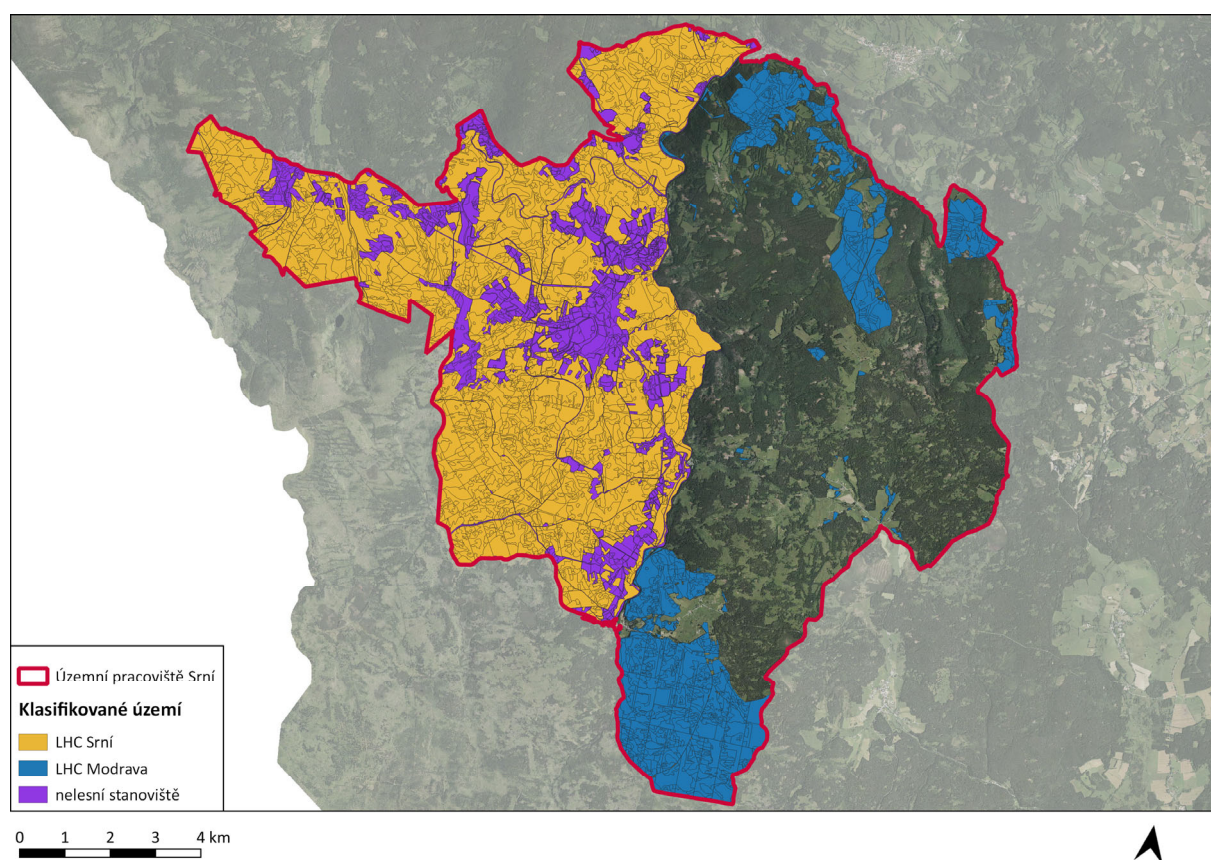 Územní pracoviště Srní
Klasifikované území
LHC Srní
LHC Modrava
nelesní stanoviště
0 1 2 3 4 km